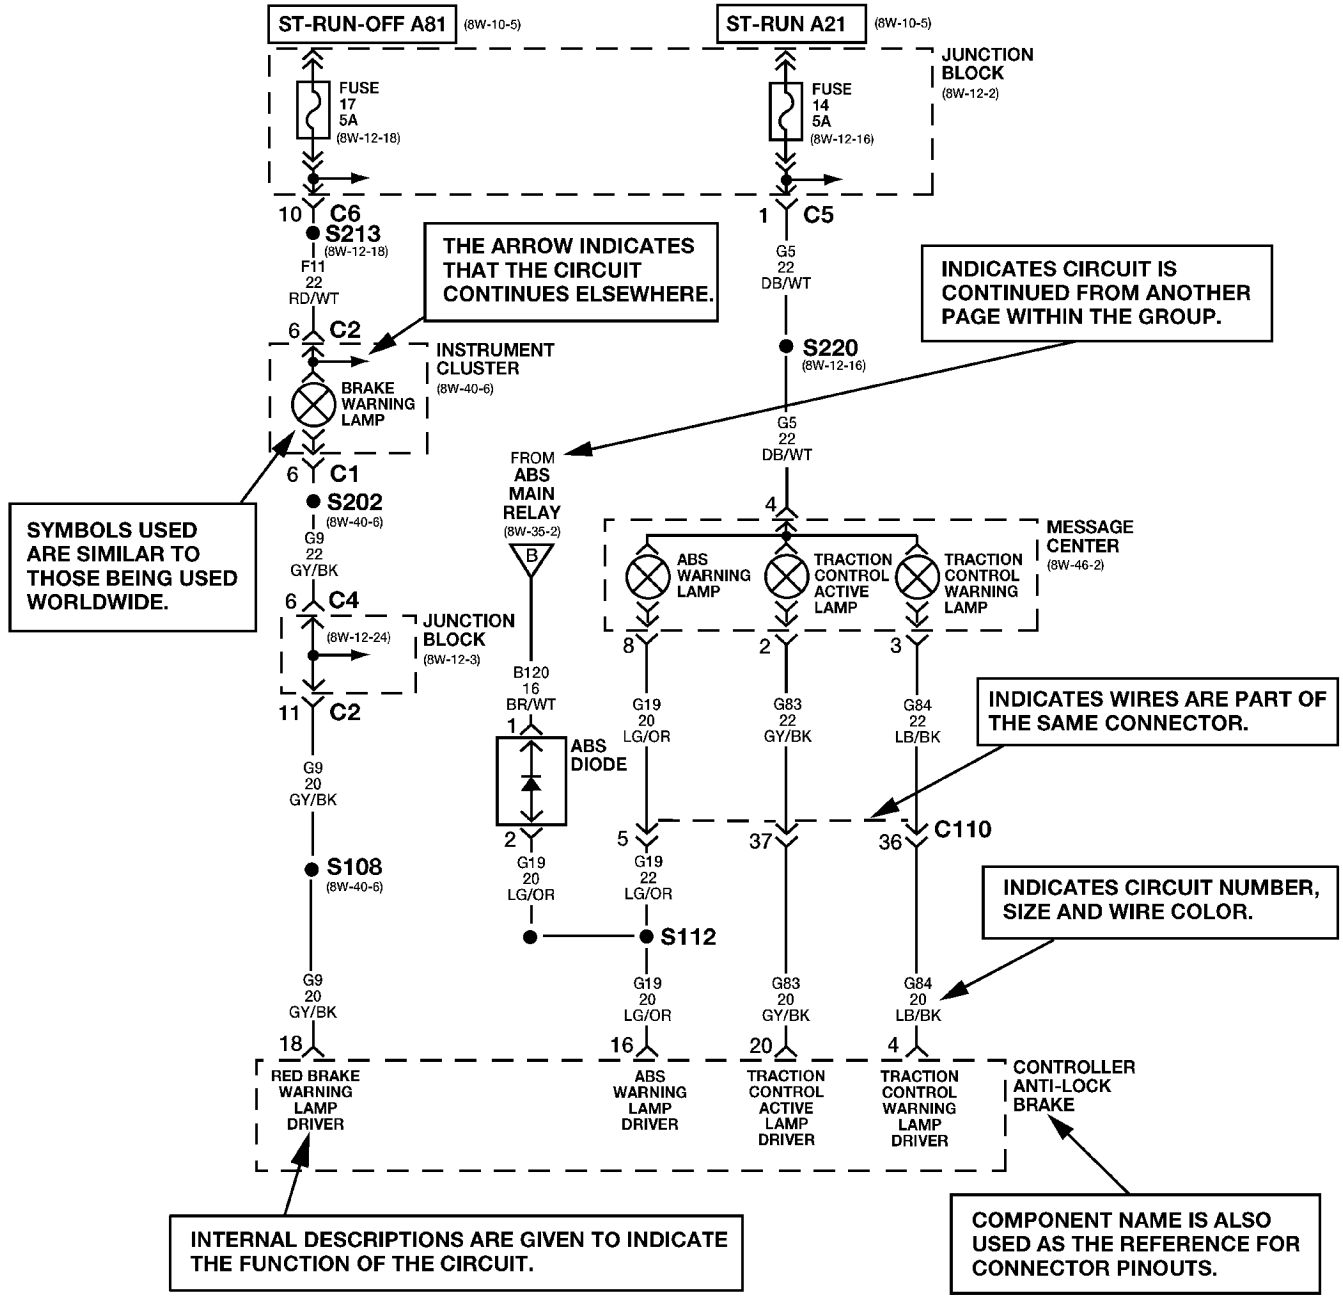 ST-RUN-OFF A81
(8W-10-5)
ST-RUN A21
(8W-10-5)
JUNCTION
BLOCK
(8W-12-2)
FUSE
17
5A
(8W-12-18)
FUSE
14
5A
(8W-12-16)
10
C6
S213
(8W-12-18)
F11
22
RD/WT
6
C2
1
C5
G5
22
DB/WT
THE ARROW INDICATES
THAT THE CIRCUIT
CONTINUES ELSEWHERE.
INDICATES CIRCUIT IS
CONTINUED FROM ANOTHER
PAGE WITHIN THE GROUP.
INSTRUMENT
CLUSTER
(8W-40-6)
BRAKE
WARNING
LAMP
S220
(8W-12-16)
G5
22
DB/WT
6
C1
S202
(8W-40-6)
G9
22
GY/BK
6
C4
SYMBOLS USED
ARE SIMILAR TO
THOSE BEING USED
WORLDWIDE.
FROM
ABS
MAIN
RELAY
(8W-35-2)
B
4
MESSAGE
CENTER
(8W-46-2)
ABS
WARNING
LAMP
TRACTION
CONTROL
ACTIVE
LAMP
TRACTION
CONTROL
WARNING
LAMP
(8W-12-24)
JUNCTION
BLOCK
(8W-12-3)
8
2
3
11
C2
B120
16
BR/WT
1
G19
20
LG/OR
G83
22
GY/BK
G84
22
LB/BK
INDICATES WIRES ARE PART OF
THE SAME CONNECTOR.
ABS
DIODE
G9
20
GY/BK
2
5
37
36
C110
S108
(8W-40-6)
G19
20
LG/OR
G19
22
LG/OR
INDICATES CIRCUIT NUMBER,
SIZE AND WIRE COLOR.
S112
G9
20
GY/BK
G19
20
LG/OR
G83
20
GY/BK
G84
20
LB/BK
18
16
20
4
RED BRAKE
WARNING
LAMP
DRIVER
ABS
WARNING
LAMP
DRIVER
TRACTION
CONTROL
ACTIVE
LAMP
DRIVER
TRACTION
CONTROL
WARNING
LAMP
DRIVER
CONTROLLER
ANTI-LOCK
BRAKE
INTERNAL DESCRIPTIONS ARE GIVEN TO INDICATE
THE FUNCTION OF THE CIRCUIT.
COMPONENT NAME IS ALSO
USED AS THE REFERENCE FOR
CONNECTOR PINOUTS.